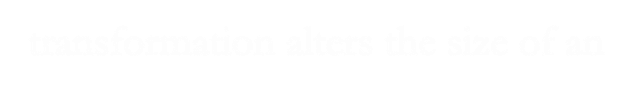 transformation alters the size of an